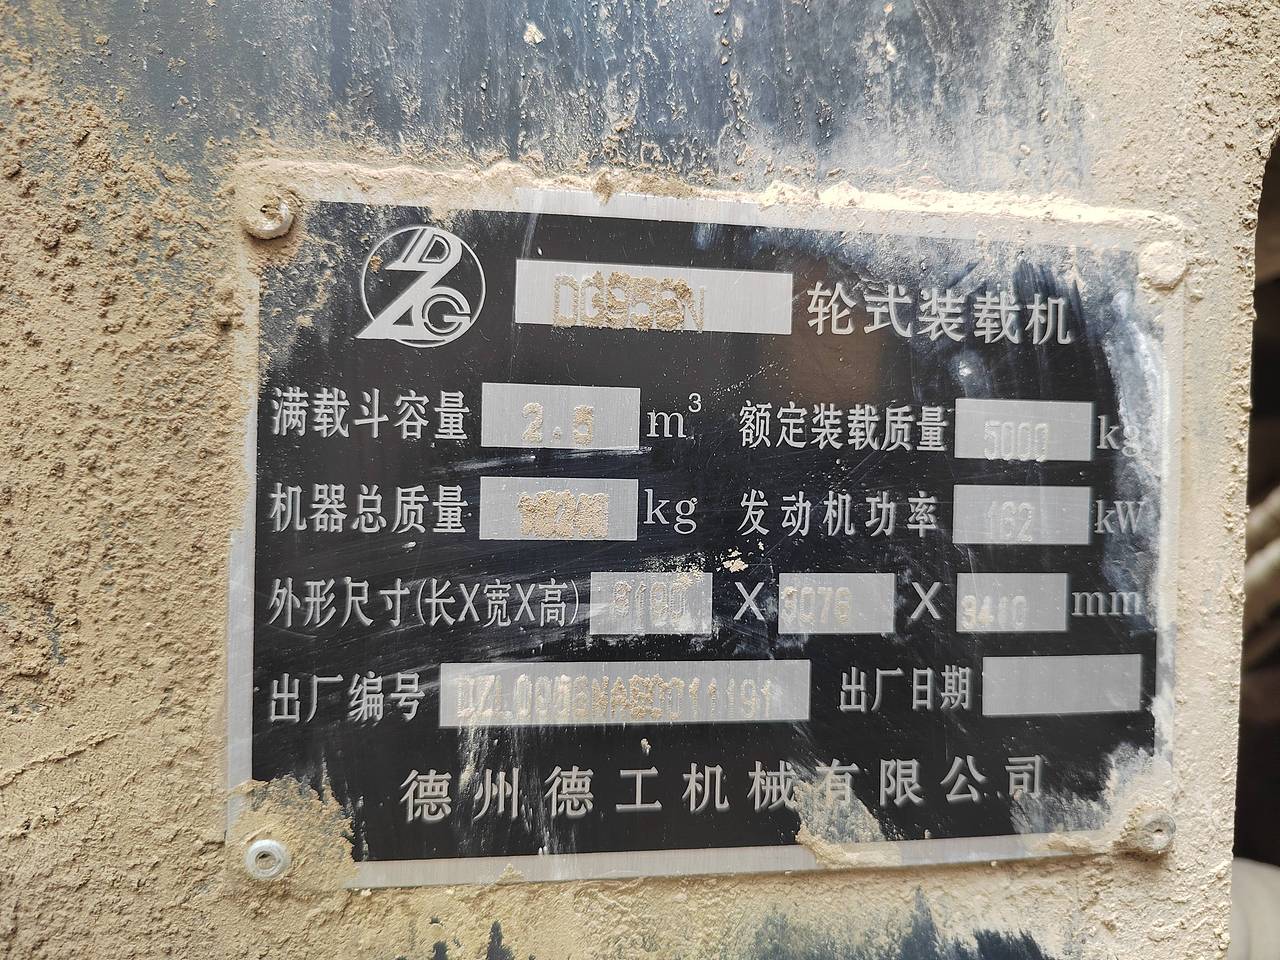 DZG DG958N 轮式装载机
满载斗容量 2.5 m³ 额定装载质量 5000 kg
机器总质量 kg 发动机功率 162 kW
外形尺寸(长X宽X高) 8190 X 3076 X 3410 mm
出厂编号 出厂日期
德州德工机械有限公司